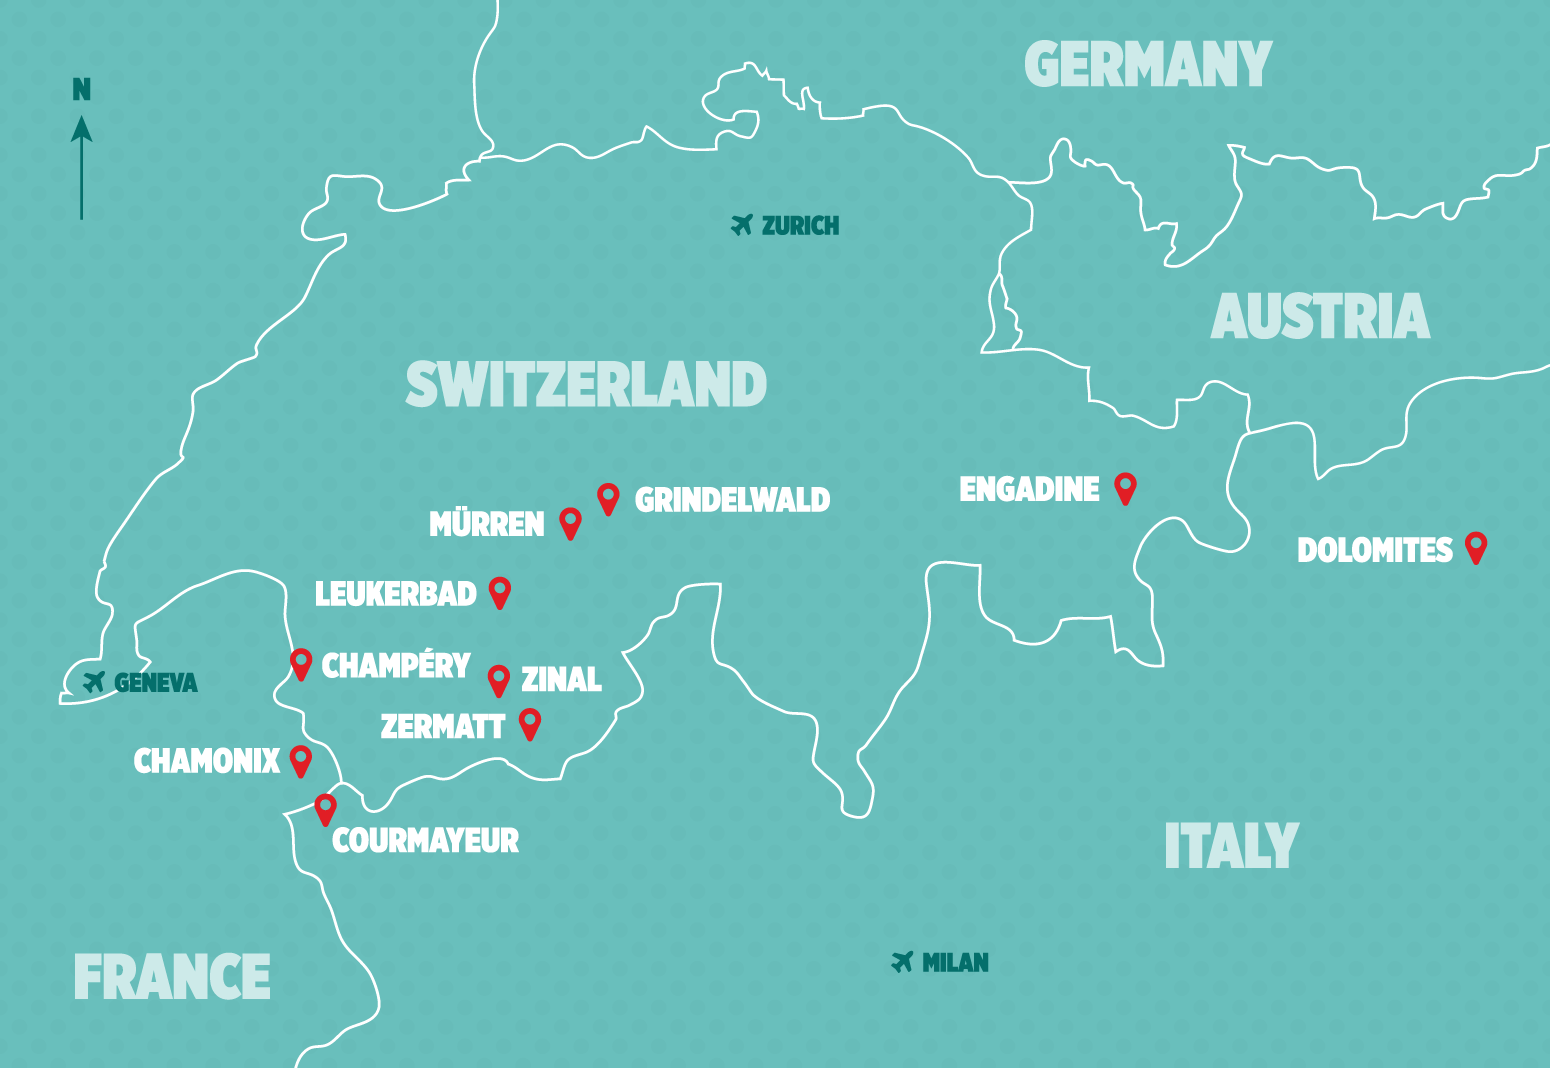 GERMANY
N
ZURICH
AUSTRIA
SWITZERLAND
ENGADINE
GRINDELWALD
MÜRREN
DOLOMITES
LEUKERBAD
CHAMPÉRY
ZINAL
GENEVA
ZERMATT
CHAMONIX
COURMAYEUR
ITALY
MILAN
FRANCE